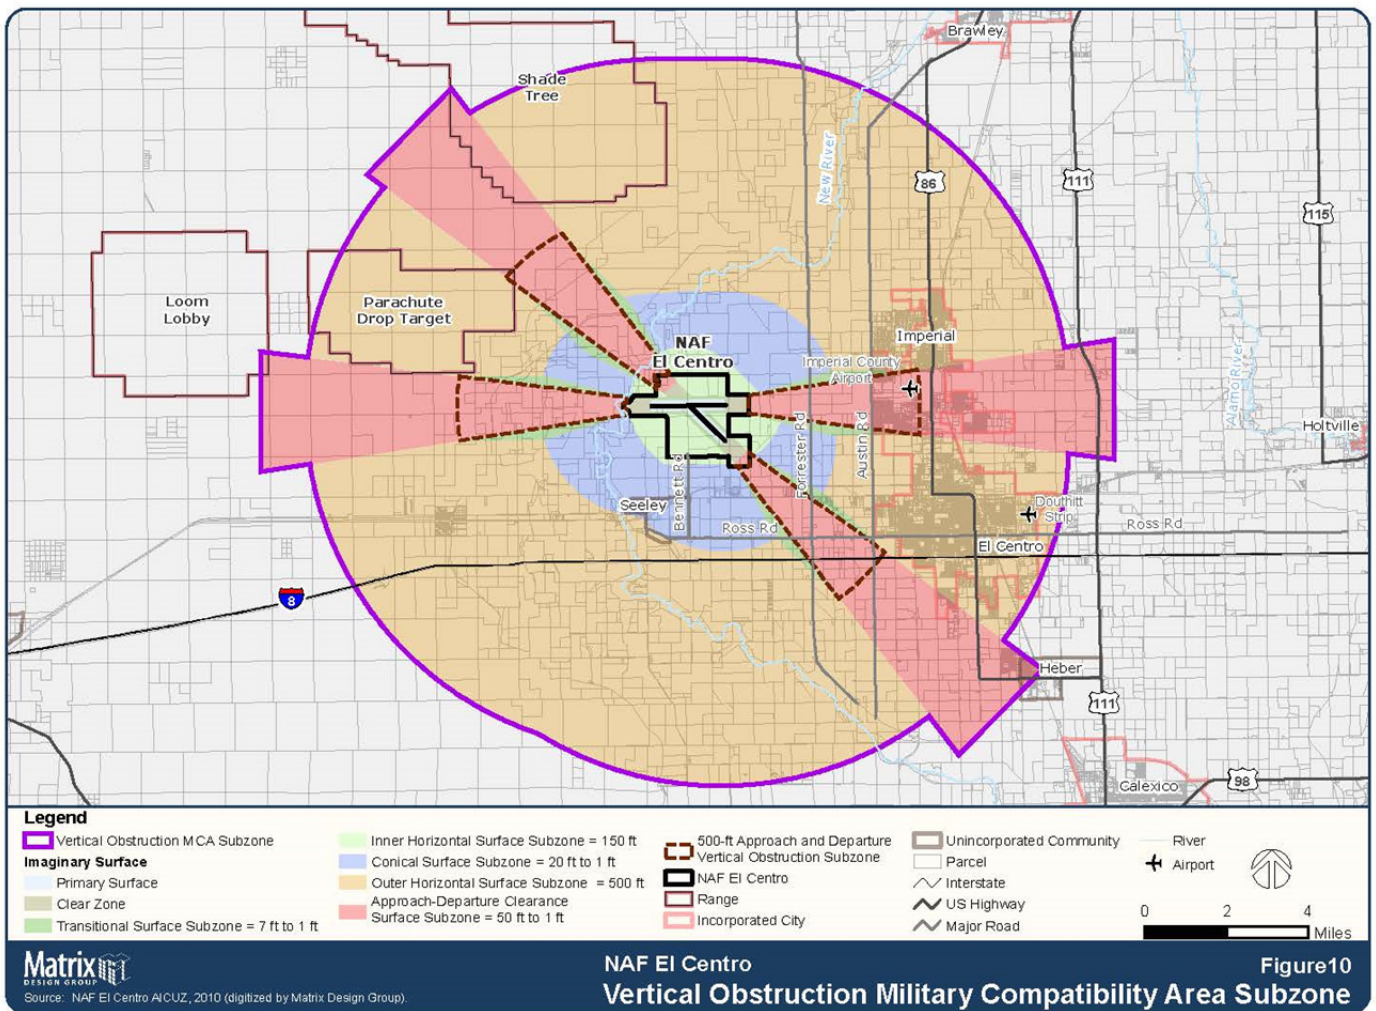 Brawley
Shade
Tree
New River
86
111
115
Loom
Lobby
Parachute
Drop Target
NAF
El Centro
Imperial
Imperial County
Airport
Alamo River
Holtville
Forrester Rd
Austin Rd
Bennett Rd
Seeley
Ross Rd
Douthitt
Strip
Ross Rd
El Centro
8
Heber
111
Calexico
98
Legend
Vertical Obstruction MCA Subzone
Imaginary Surface
Primary Surface
Clear Zone
Transitional Surface Subzone = 7 ft to 1 ft
Inner Horizontal Surface Subzone = 150 ft
Conical Surface Subzone = 20 ft to 1 ft
Outer Horizontal Surface Subzone = 500 ft
Approach-Departure Clearance
Surface Subzone = 50 ft to 1 ft
500-ft Approach and Departure
Vertical Obstruction Subzone
NAF El Centro
Range
Incorporated City
Unincorporated Community
Parcel
Interstate
US Highway
Major Road
River
Airport
0 2 4
Miles
Matrix
DESIGN GROUP
Source: NAF El Centro AICUZ, 2010 (digitized by Matrix Design Group).
NAF El Centro
Figure10
Vertical Obstruction Military Compatibility Area Subzone